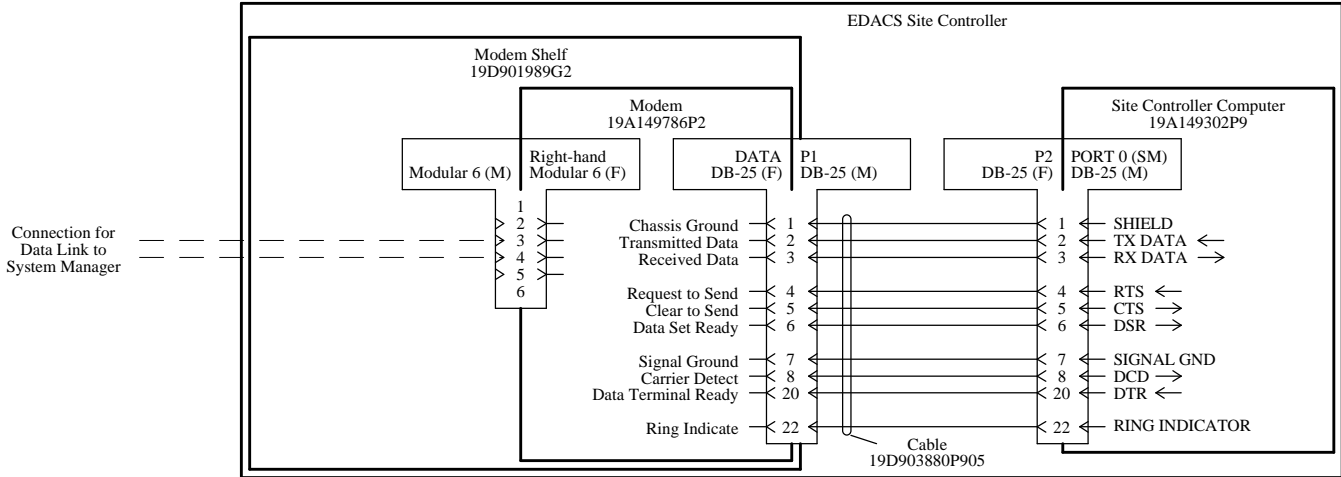 EDACS Site Controller
Modem Shelf
19D901989G2
Modem
19A149786P2
Site Controller Computer
19A149302P9
Modular 6 (M)
Right-hand
Modular 6 (F)
DATA
DB-25 (F)
P1
DB-25 (M)
P2
DB-25 (F)
PORT 0 (SM)
DB-25 (M)
Connection for
Data Link to
System Manager
1
2
3
4
5
6
Chassis Ground 1 1 SHIELD
Transmitted Data 2 2 TX DATA
Received Data 3 3 RX DATA
Request to Send 4 4 RTS
Clear to Send 5 5 CTS
Data Set Ready 6 6 DSR
Signal Ground 7 7 SIGNAL GND
Carrier Detect 8 8 DCD
Data Terminal Ready 20 20 DTR
Ring Indicate 22 22 RING INDICATOR
Cable
19D903880P905